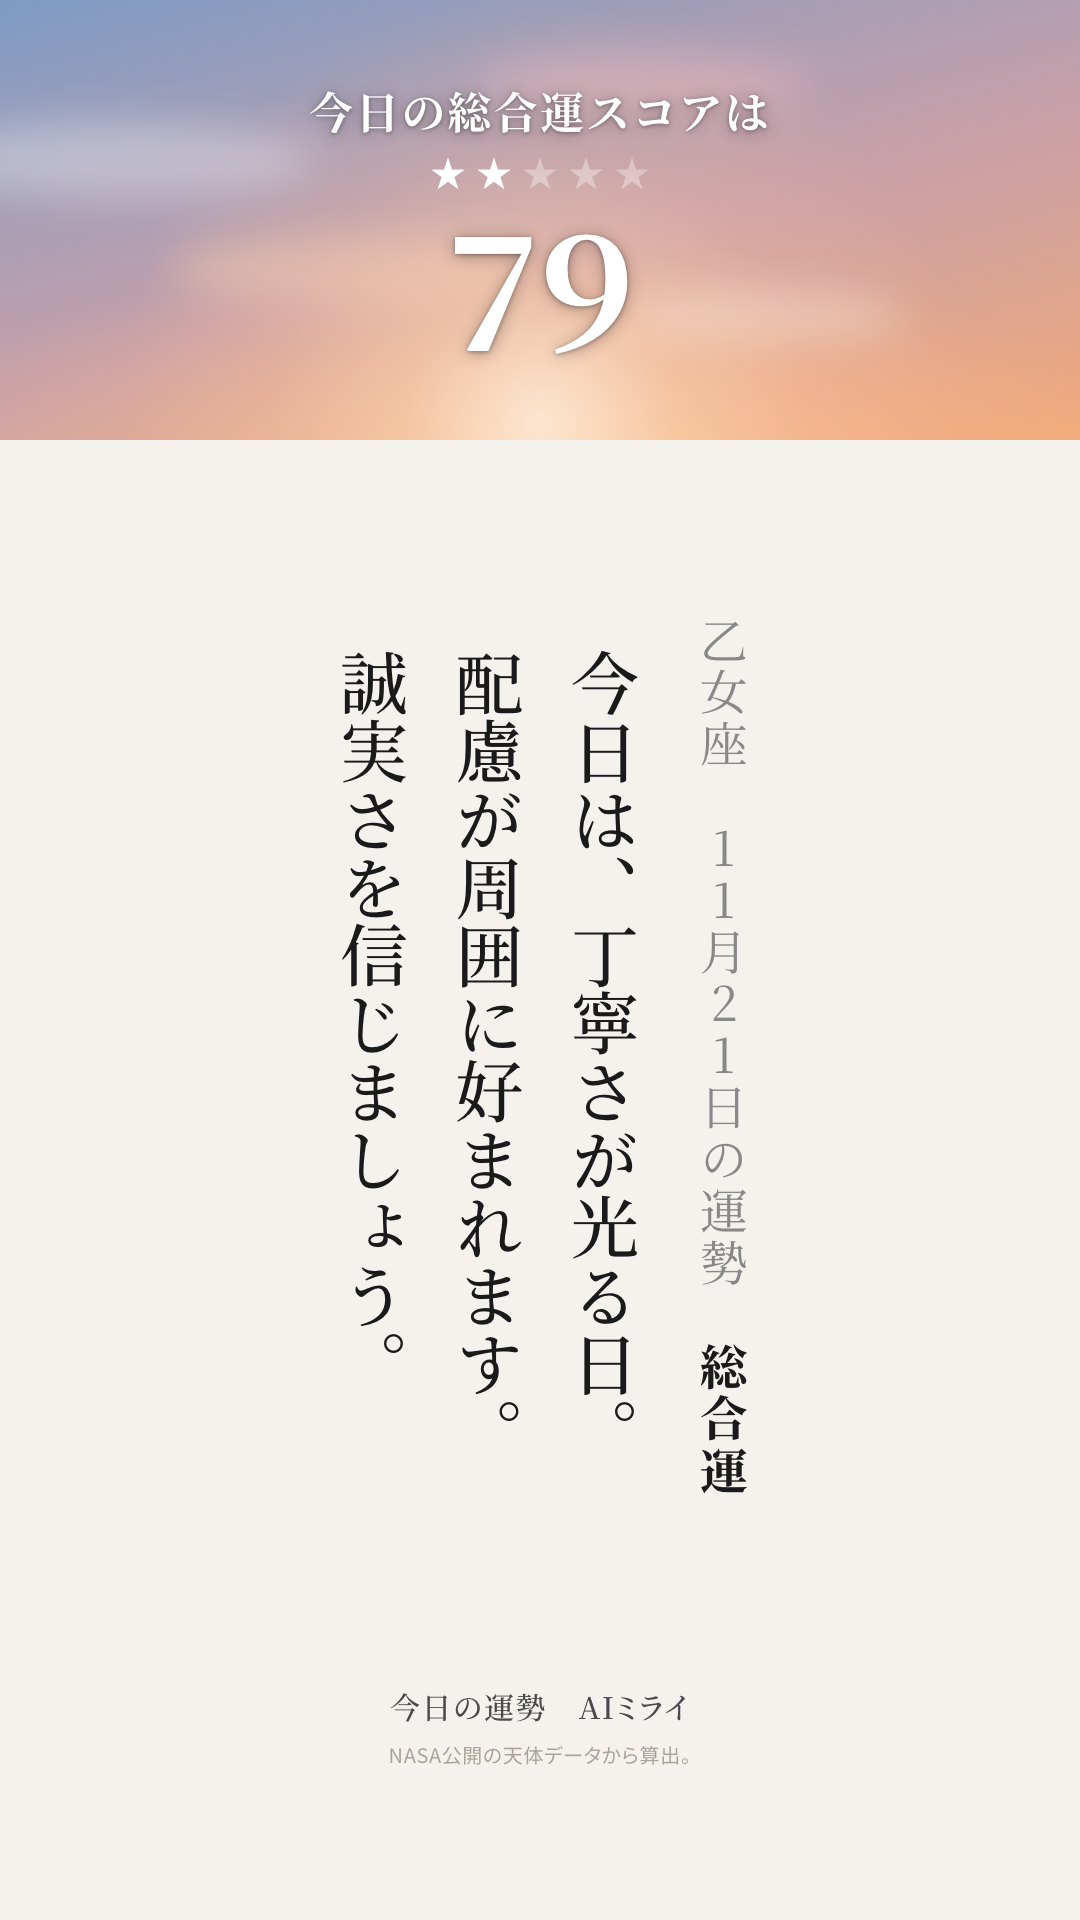 今日の総合運スコアは
★★★★★
79
乙女座　11月21日の運勢　総合運
今日は、丁寧さが光る日。
配慮が周囲に好まれます。
誠実さを信じましょう。
今日の運勢　AIミライ
NASA公開の天体データから算出。